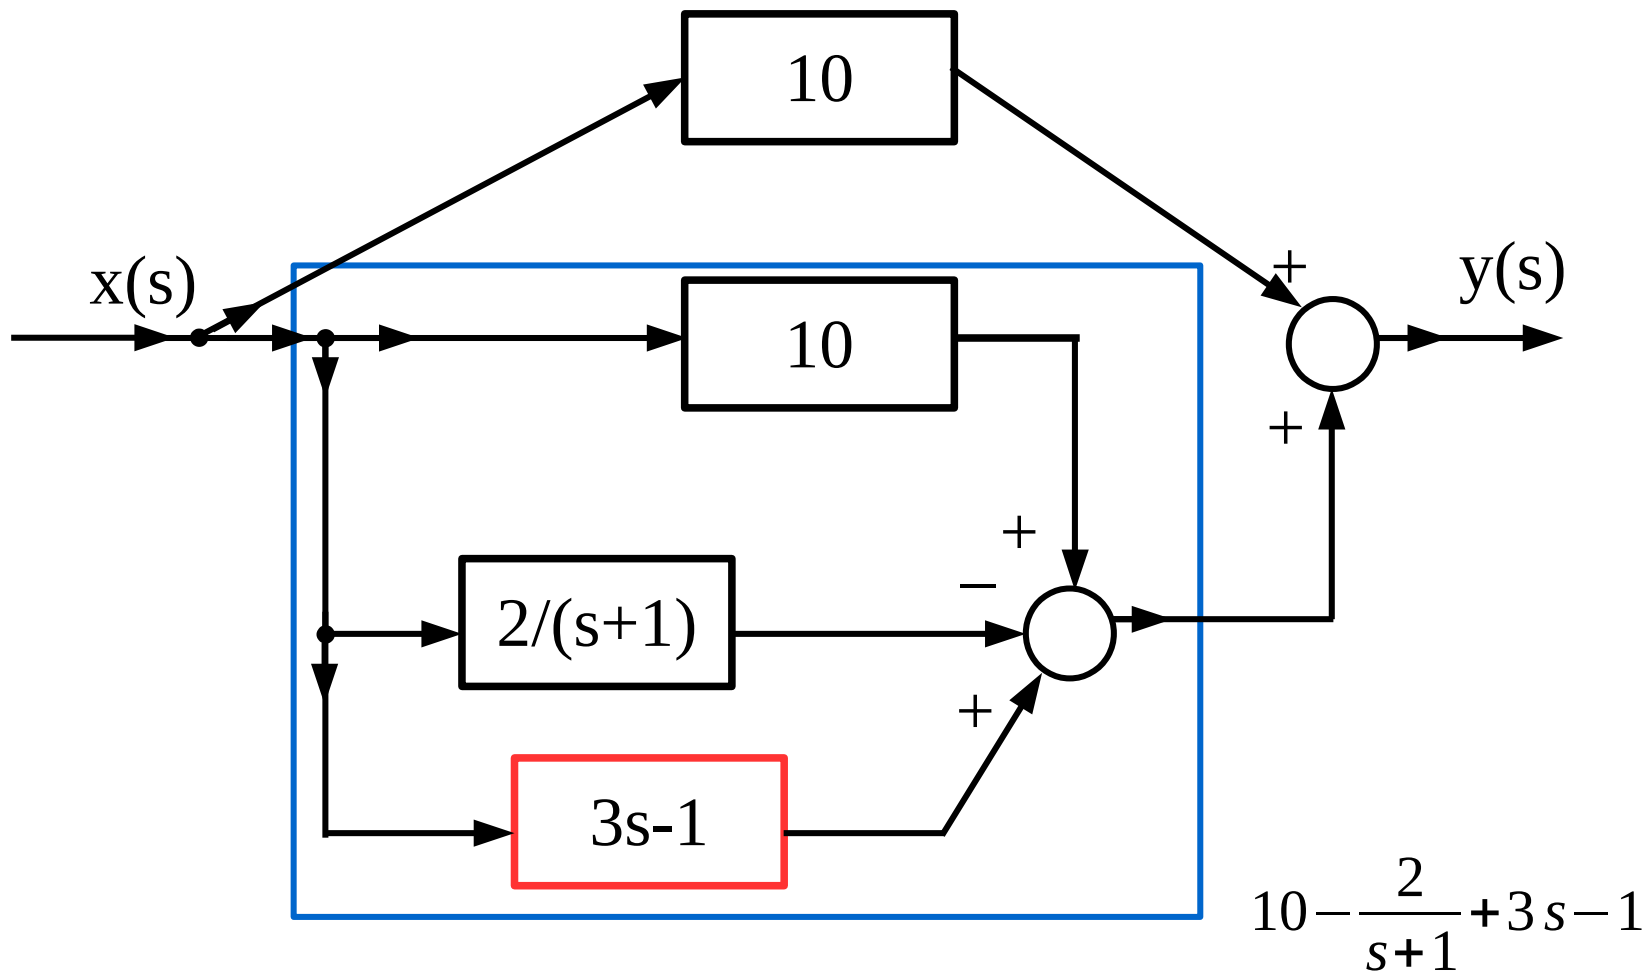 10
x(s)
y(s)
+
10
+
+
−
2/(s+1)
+
3s-1
10 − 2/(s+1) + 3s − 1